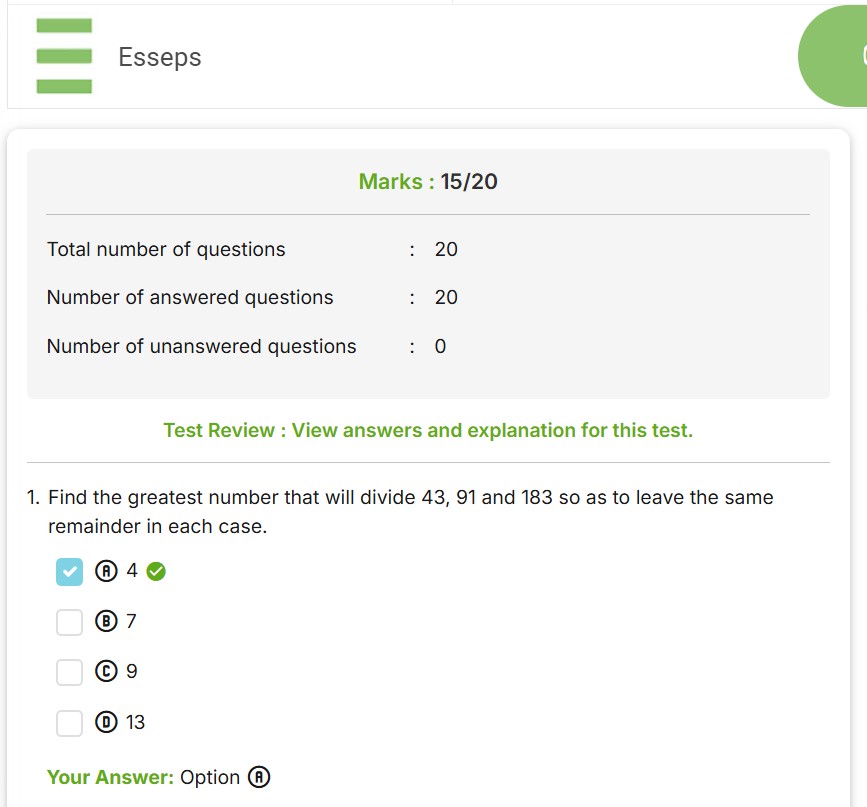 Esseps
Marks : 15/20
Total number of questions : 20
Number of answered questions : 20
Number of unanswered questions : 0
Test Review : View answers and explanation for this test.
1. Find the greatest number that will divide 43, 91 and 183 so as to leave the same
remainder in each case.
A 4
B 7
C 9
D 13
Your Answer: Option A